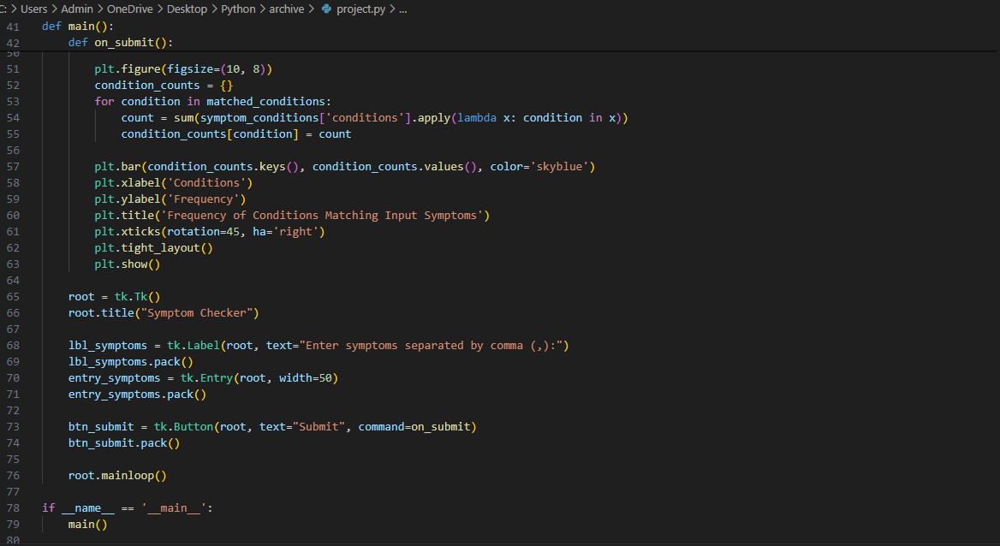 C: > Users > Admin > OneDrive > Desktop > Python > archive > project.py > ...
41 def main():
42     def on_submit():
50
51         plt.figure(figsize=(10, 8))
52         condition_counts = {}
53         for condition in matched_conditions:
54             count = sum(symptom_conditions['conditions'].apply(lambda x: condition in x))
55             condition_counts[condition] = count
56
57         plt.bar(condition_counts.keys(), condition_counts.values(), color='skyblue')
58         plt.xlabel('Conditions')
59         plt.ylabel('Frequency')
60         plt.title('Frequency of Conditions Matching Input Symptoms')
61         plt.xticks(rotation=45, ha='right')
62         plt.tight_layout()
63         plt.show()
64
65     root = tk.Tk()
66     root.title("Symptom Checker")
67
68     lbl_symptoms = tk.Label(root, text="Enter symptoms separated by comma (,):")
69     lbl_symptoms.pack()
70     entry_symptoms = tk.Entry(root, width=50)
71     entry_symptoms.pack()
72
73     btn_submit = tk.Button(root, text="Submit", command=on_submit)
74     btn_submit.pack()
75
76     root.mainloop()
77
78 if __name__ == '__main__':
79     main()
80